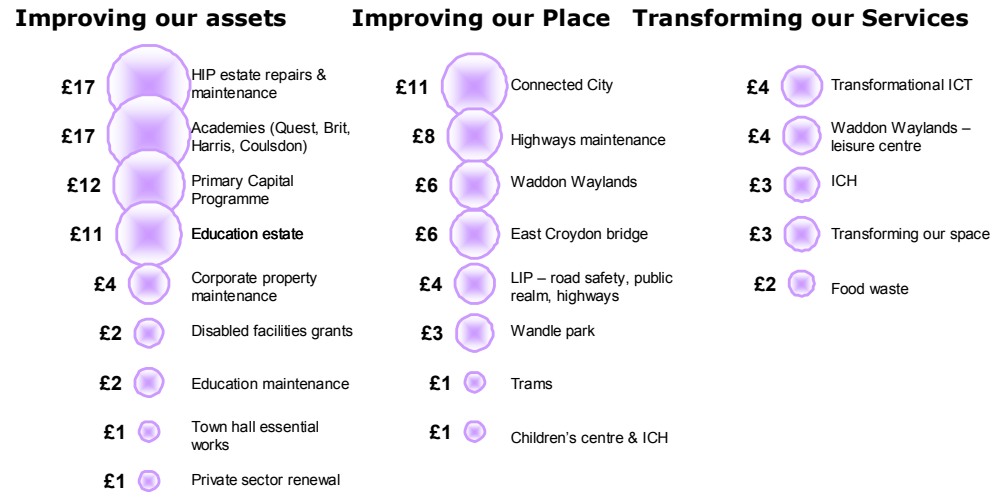 Improving our assets
£17
HIP estate repairs &
maintenance
£17
Academies (Quest, Brit,
Harris, Coulsdon)
£12
Primary Capital
Programme
£11
Education estate
£4
Corporate property
maintenance
£2
Disabled facilities grants
£2
Education maintenance
£1
Town hall essential
works
£1
Private sector renewal
Improving our Place
£11
Connected City
£8
Highways maintenance
£6
Waddon Waylands
£6
East Croydon bridge
£4
LIP – road safety, public
realm, highways
£3
Wandle park
£1
Trams
£1
Children’s centre & ICH
Transforming our Services
£4
Transformational ICT
£4
Waddon Waylands –
leisure centre
£3
ICH
£3
Transforming our space
£2
Food waste